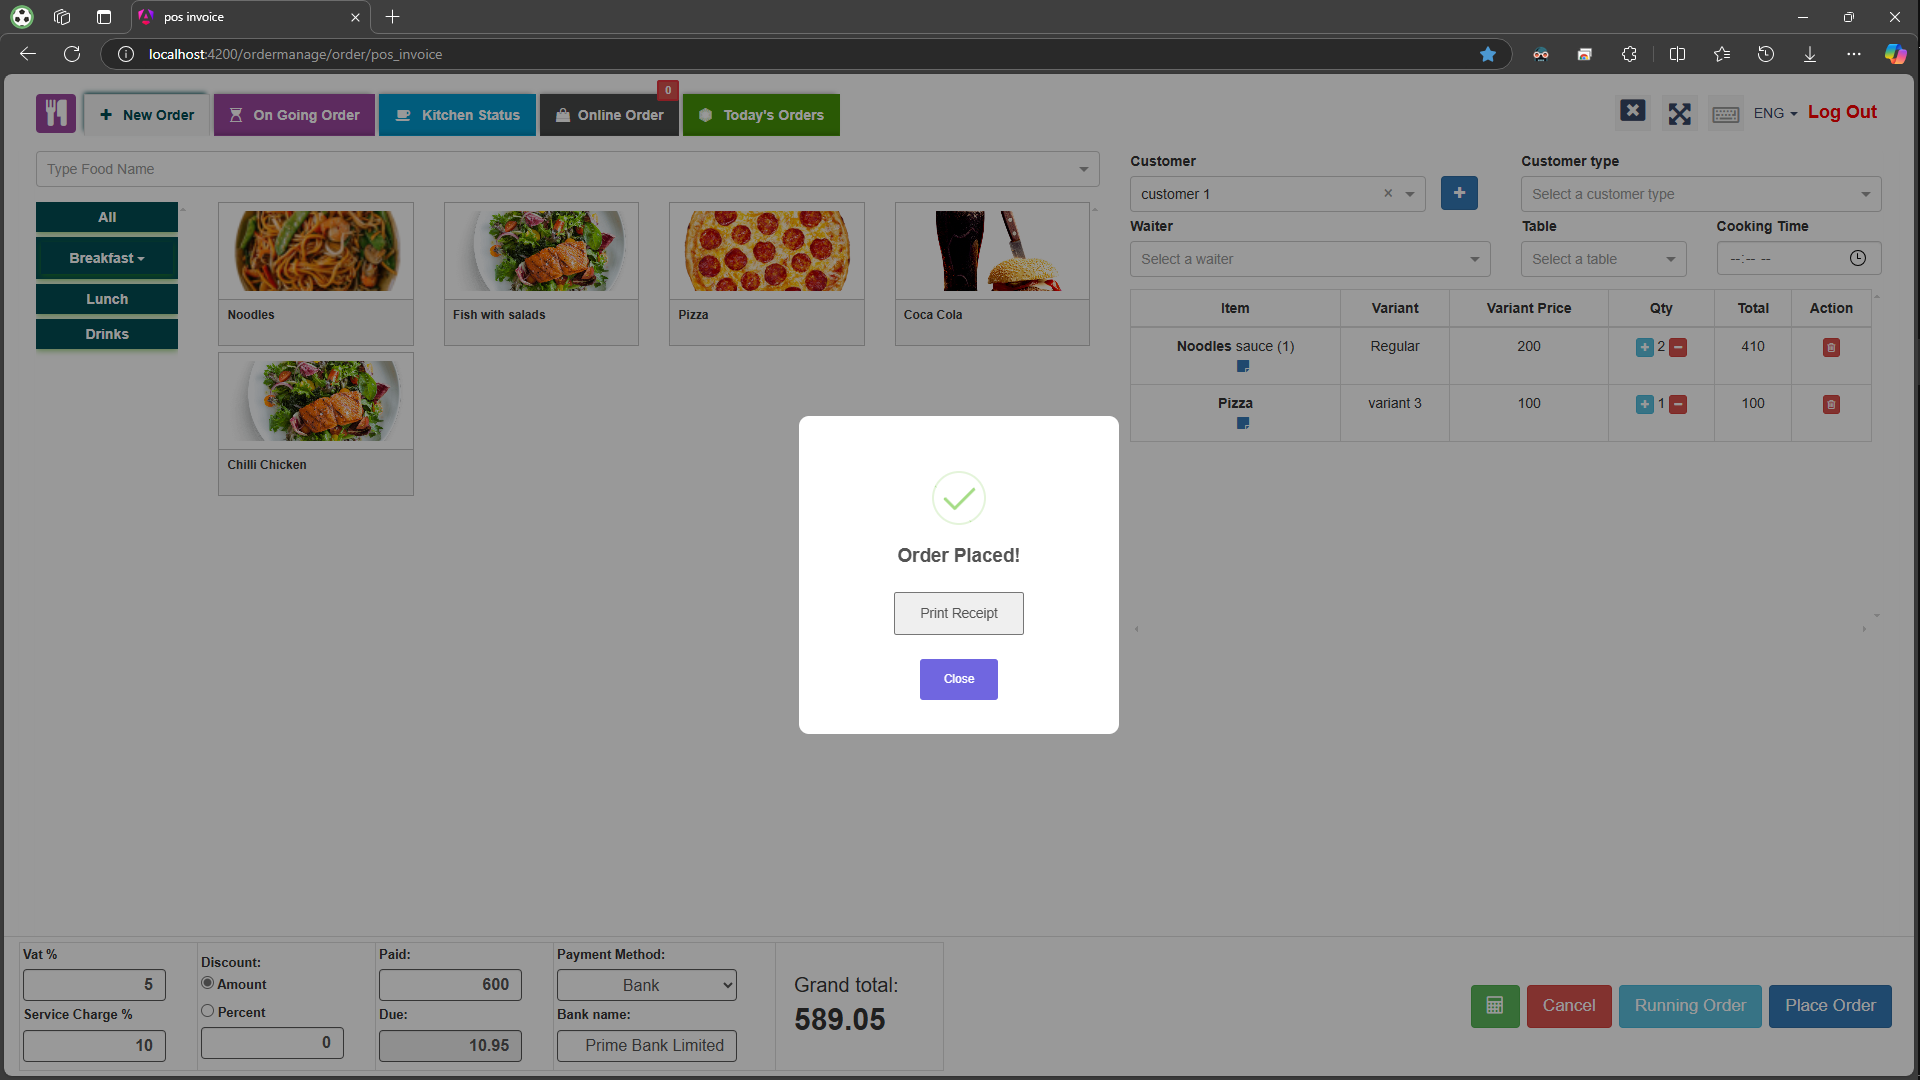 pos invoice
localhost:4200/ordermanage/order/pos_invoice
New Order
On Going Order
Kitchen Status
Online Order
0
Today's Orders
ENG
Log Out
Type Food Name
All
Breakfast
Lunch
Drinks
Noodles
Fish with salads
Pizza
Coca Cola
Chilli Chicken
Customer
Customer type
customer 1
Select a customer type
Waiter
Table
Cooking Time
Select a waiter
Select a table
--:-- --
Item Variant Variant Price Qty Total Action
Noodles sauce (1) Regular 200 2 410
Pizza variant 3 100 1 100
Order Placed!
Print Receipt
Close
Vat %
5
Service Charge %
10
Discount:
Amount
Percent
0
Paid:
600
Due:
10.95
Payment Method:
Bank
Bank name:
Prime Bank Limited
Grand total:
589.05
Cancel
Running Order
Place Order